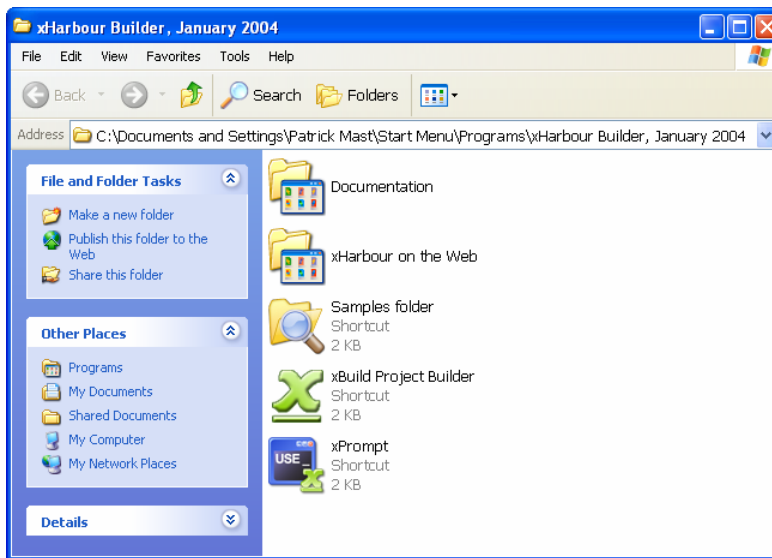 xHarbour Builder, January 2004
File Edit View Favorites Tools Help
Back Search Folders
Address C:\Documents and Settings\Patrick Mast\Start Menu\Programs\xHarbour Builder, January 2004
File and Folder Tasks
Make a new folder
Publish this folder to the
Web
Share this folder
Other Places
Programs
My Documents
Shared Documents
My Computer
My Network Places
Details
Documentation
xHarbour on the Web
Samples folder
Shortcut
2 KB
xBuild Project Builder
Shortcut
2 KB
USE_
xPrompt
Shortcut
2 KB